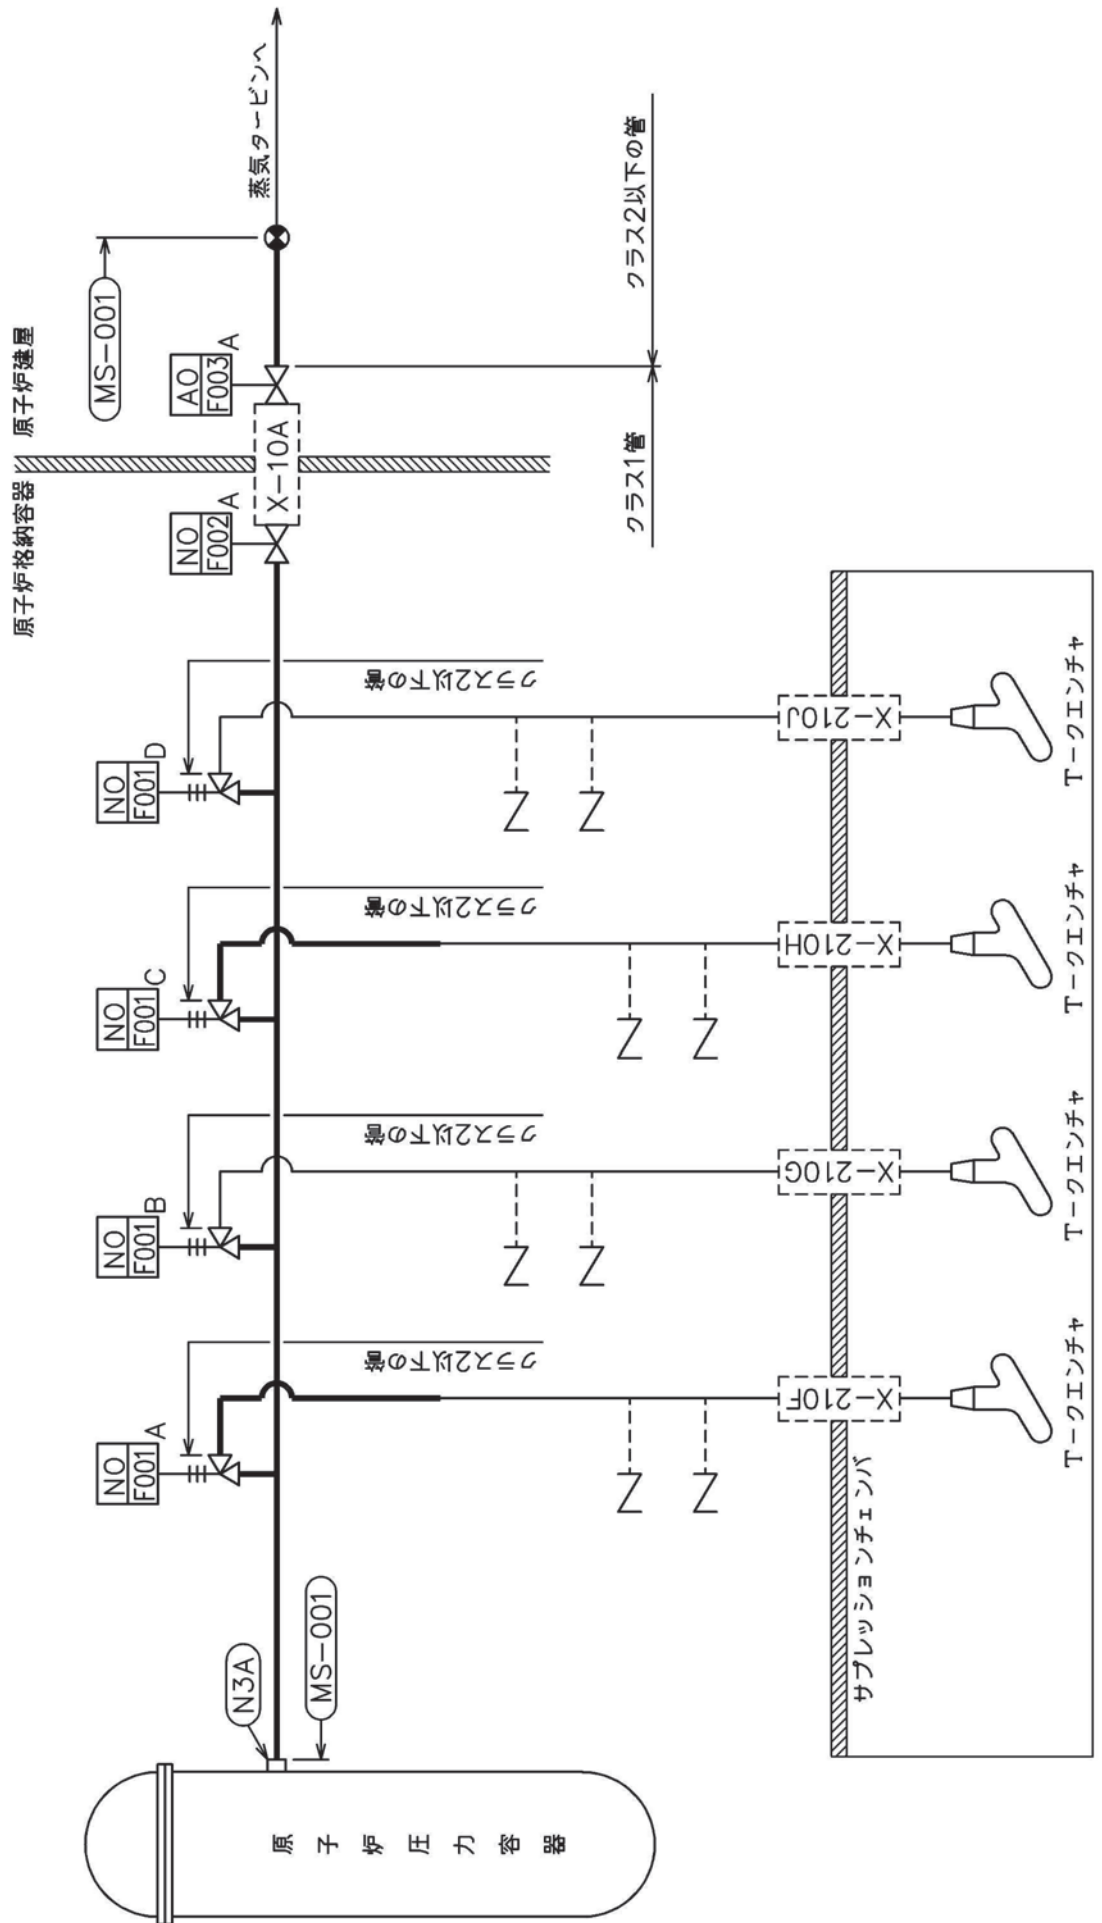 原子炉格納容器
原子炉建屋
MS-001
NO
F001
A
NO
F001
B
NO
F001
C
NO
F001
D
NO
F002
A
AO
F003
A
X-10A
蒸気タービンへ
N3A
MS-001
原子炉圧力容器
クラス2以下の管
クラス2以下の管
クラス2以下の管
クラス2以下の管
クラス1管
クラス2以下の管
X-210F
X-210G
X-210H
X-210J
サプレッションチェンバ
T-クエンチャ
T-クエンチャ
T-クエンチャ
T-クエンチャ